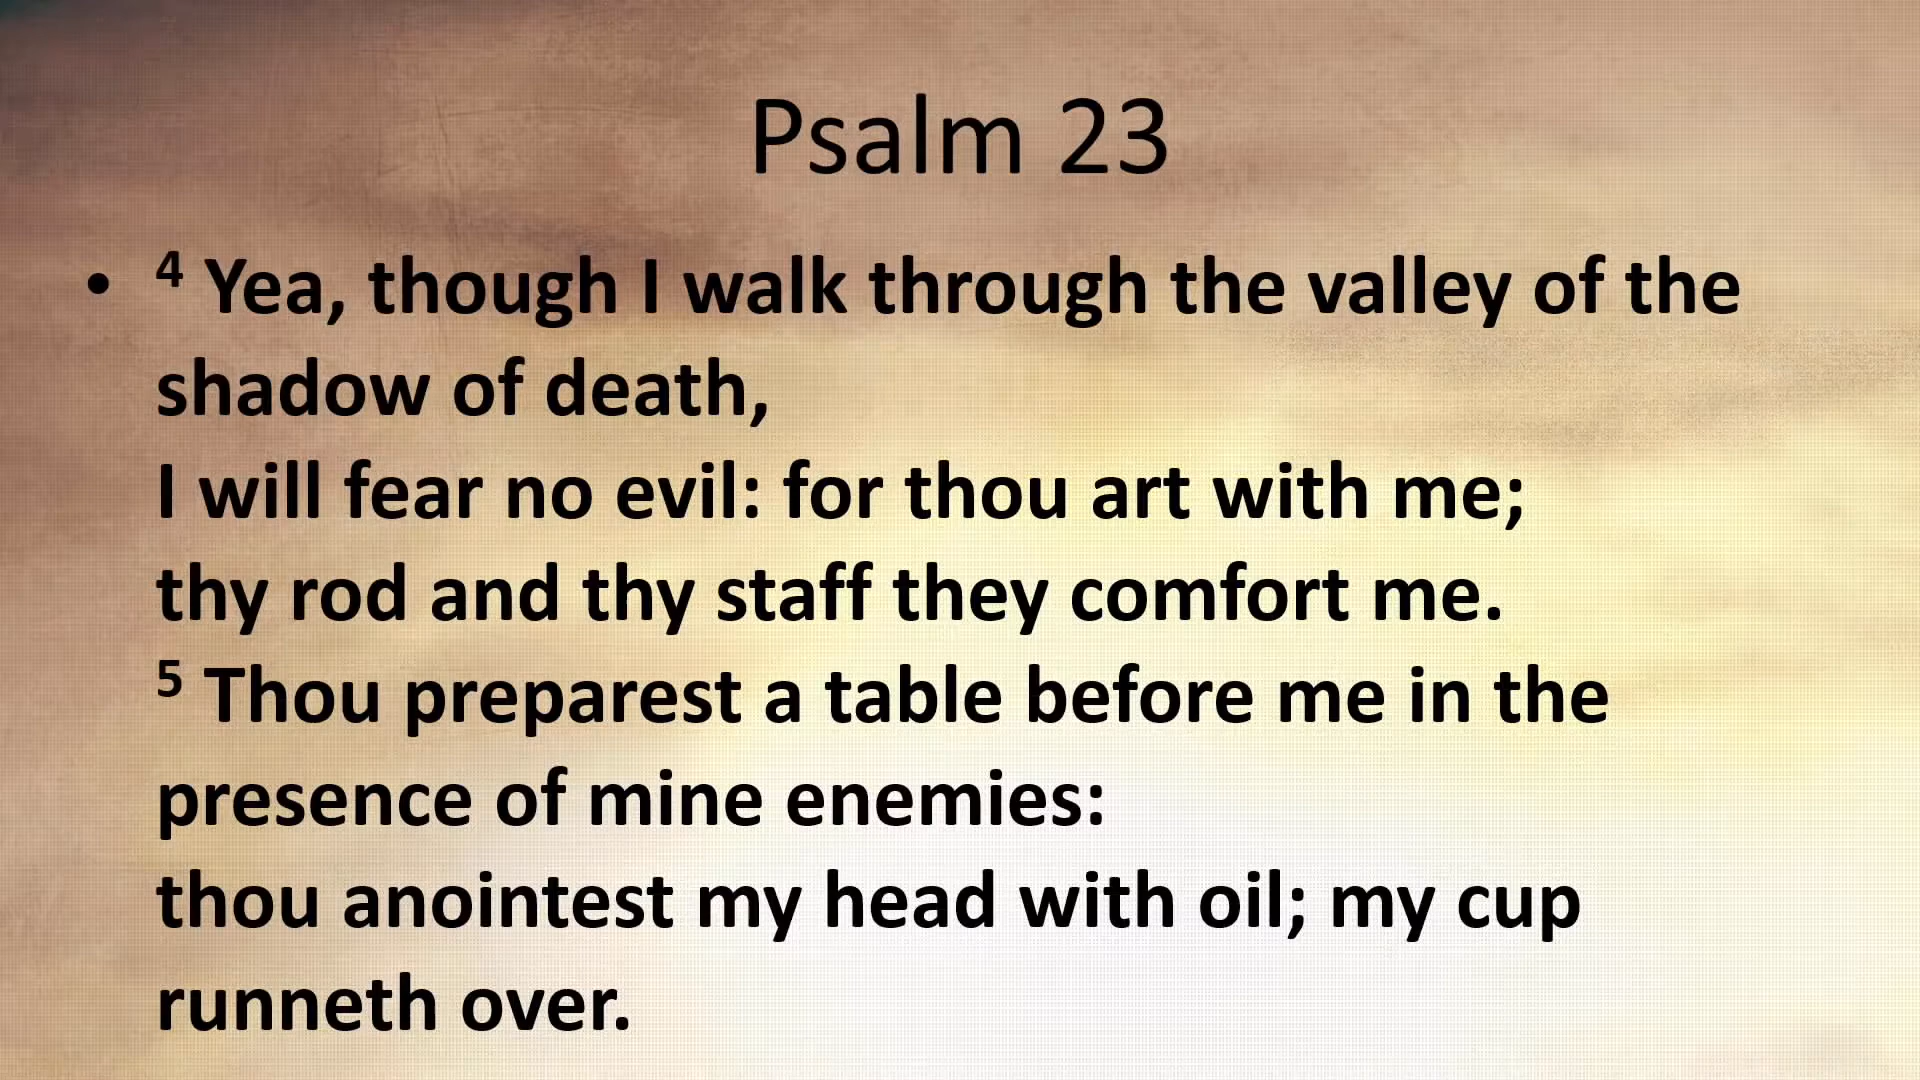 Psalm 23
• 4 Yea, though I walk through the valley of the
shadow of death,
I will fear no evil: for thou art with me;
thy rod and thy staff they comfort me.
5 Thou preparest a table before me in the
presence of mine enemies:
thou anointest my head with oil; my cup
runneth over.